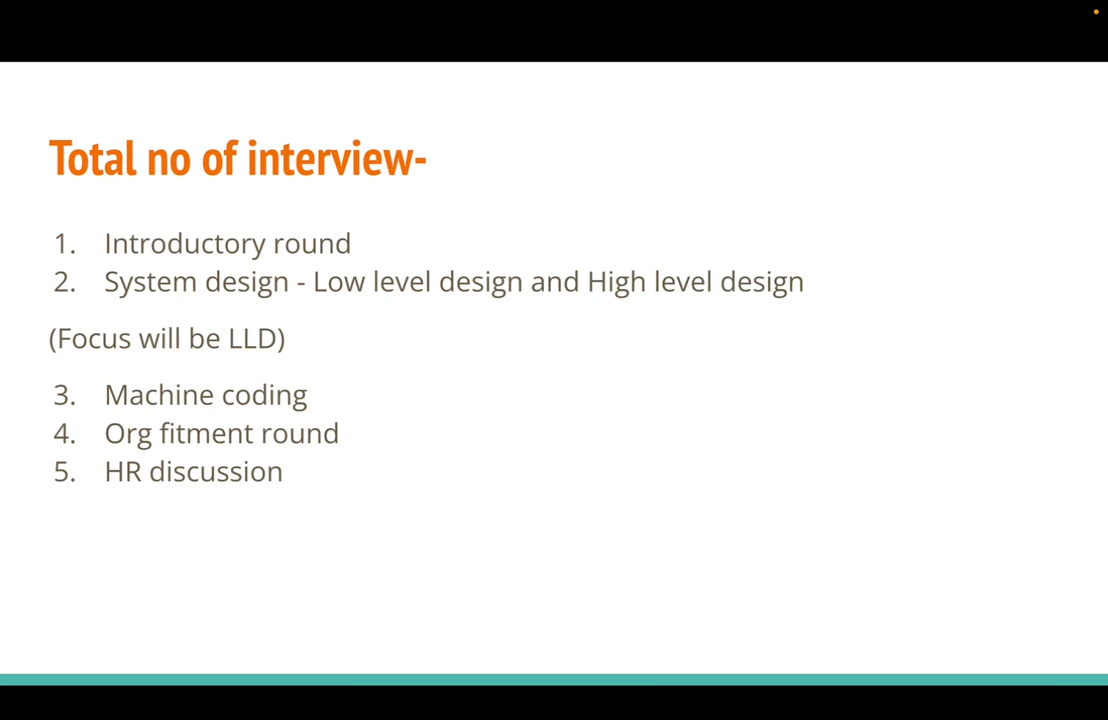 Total no of interview-
1. Introductory round
2. System design - Low level design and High level design
(Focus will be LLD)
3. Machine coding
4. Org fitment round
5. HR discussion